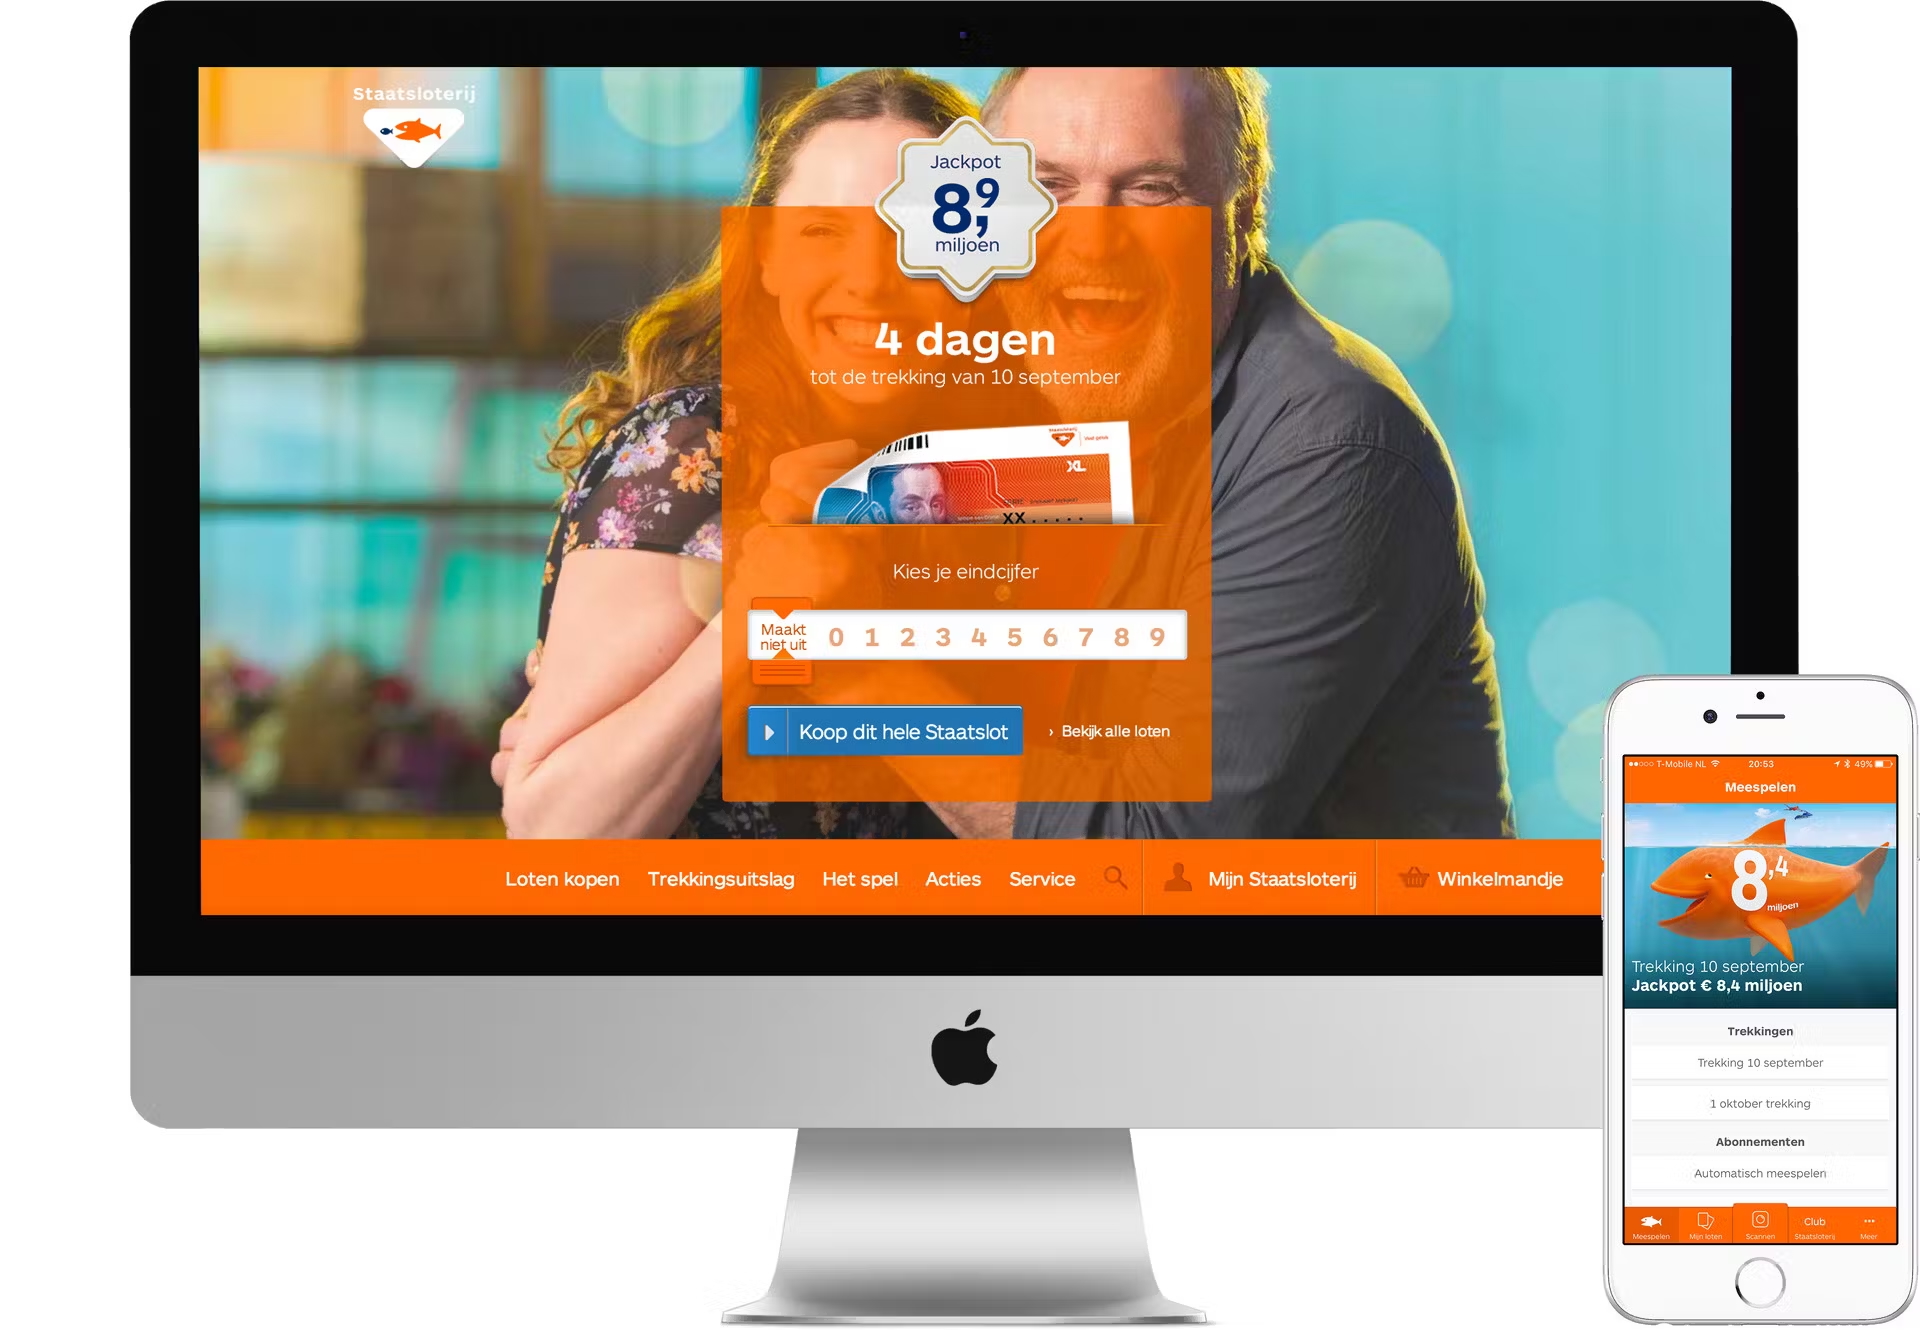 Staatsloterij
Jackpot
8,9
miljoen
4 dagen
tot de trekking van 10 september
Staatsloterij
XL
XX.....
Kies je eindcijfer
Maakt
niet uit
0 1 2 3 4 5 6 7 8 9
Koop dit hele Staatslot
› Bekijk alle loten
Loten kopen
Trekkingsuitslag
Het spel
Acties
Service
Mijn Staatsloterij
Winkelmandje
T-Mobile NL 20:53 49%
Meespelen
8,4
miljoen
Trekking 10 september
Jackpot € 8,4 miljoen
Trekkingen
Trekking 10 september
1 oktober trekking
Abonnementen
Automatisch meespelen
Club
Meespelen Mijn loten Scannen Staatsloterij Meer